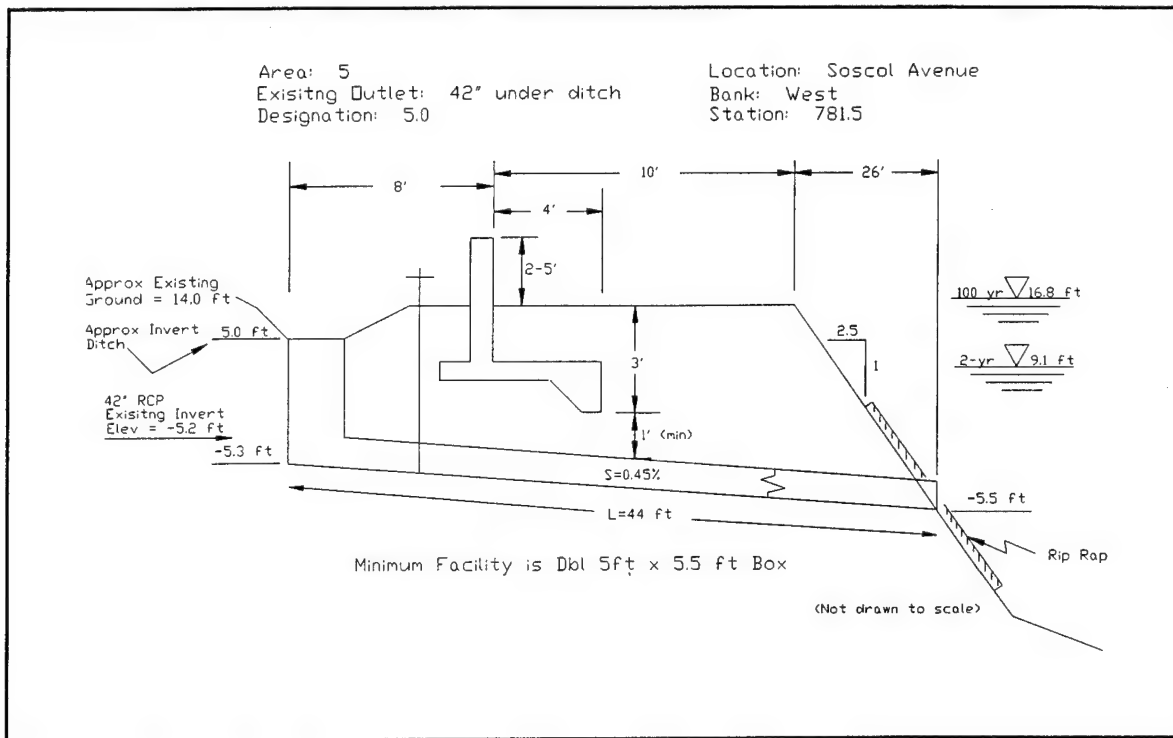 Area: 5
Exisitng Outlet: 42" under ditch
Designation: 5.0
Location: Soscol Avenue
Bank: West
Station: 781.5
8'
10'
26'
4'
2-5'
Approx Existing
Ground = 14.0 ft
Approx Invert
Ditch
5.0 ft
100 yr 16.8 ft
2.5
1
2-yr 9.1 ft
3'
42" RCP
Exisitng Invert
Elev = -5.2 ft
1' (min)
-5.3 ft
S=0.45%
-5.5 ft
L=44 ft
Rip Rap
Minimum Facility is Dbl 5ft x 5.5 ft Box
(Not drawn to scale)